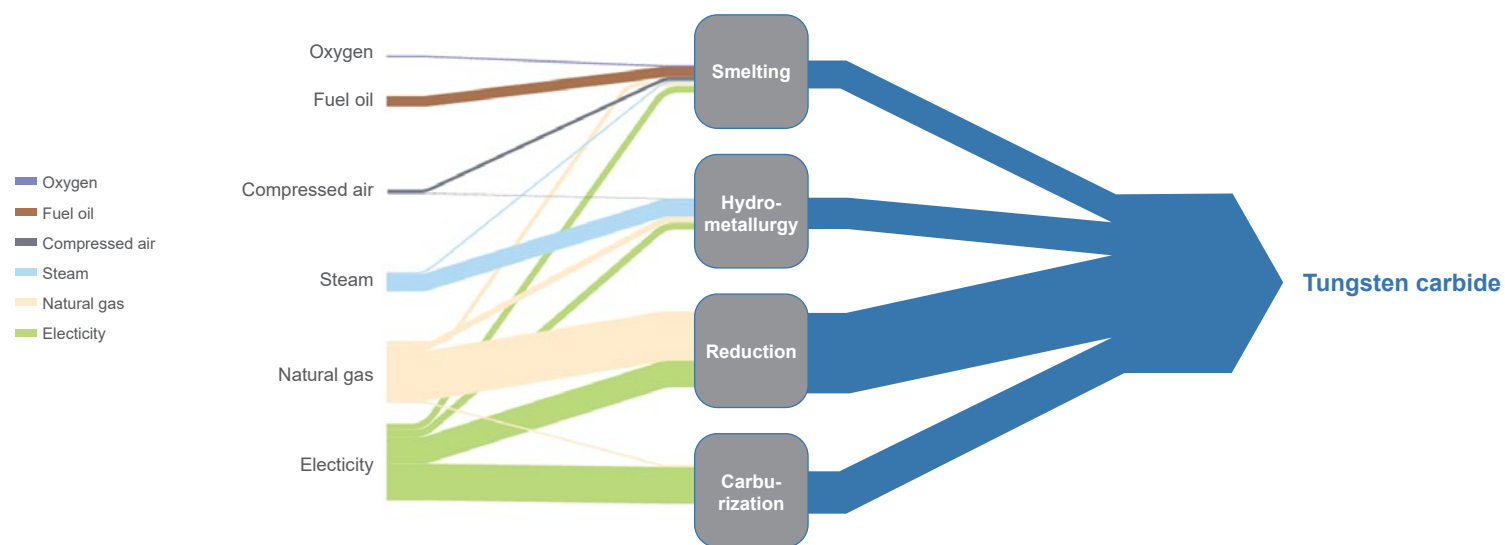 Oxygen
Fuel oil
Compressed air
Steam
Natural gas
Electicity
Oxygen
Fuel oil
Compressed air
Steam
Natural gas
Electicity
Smelting
Hydro-
metallurgy
Reduction
Carbu-
rization
Tungsten carbide